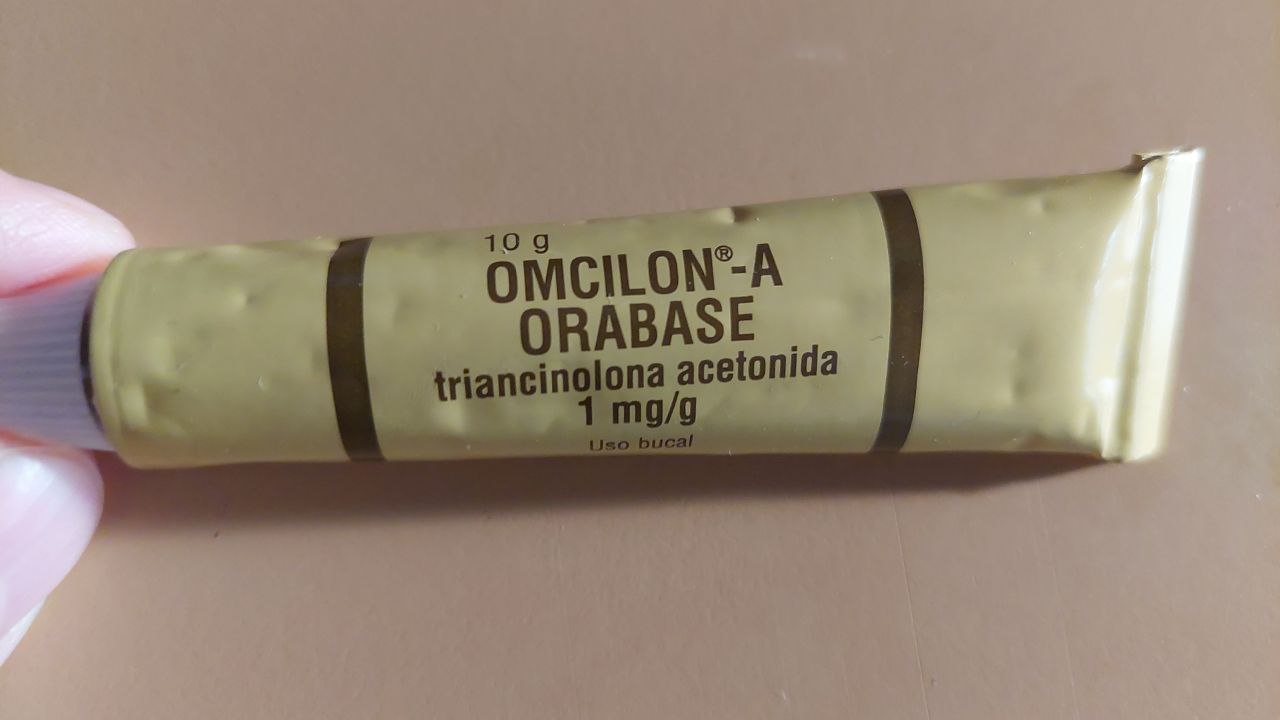 10 g
OMCILON®-A
ORABASE
triancinolona acetonida
1 mg/g
Uso bucal